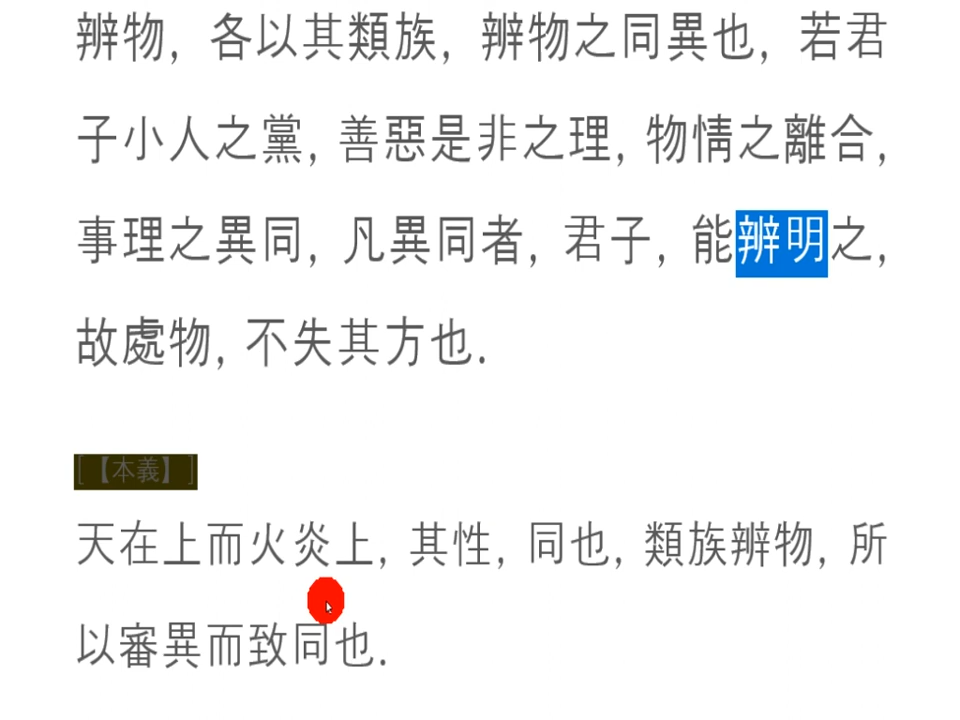 辨物, 各以其類族, 辨物之同異也, 若君
子小人之黨, 善惡是非之理, 物情之離合,
事理之異同, 凡異同者, 君子, 能辨明之,
故處物, 不失其方也.
[【本義】]
天在上而火炎上, 其性, 同也, 類族辨物, 所
以審異而致同也.